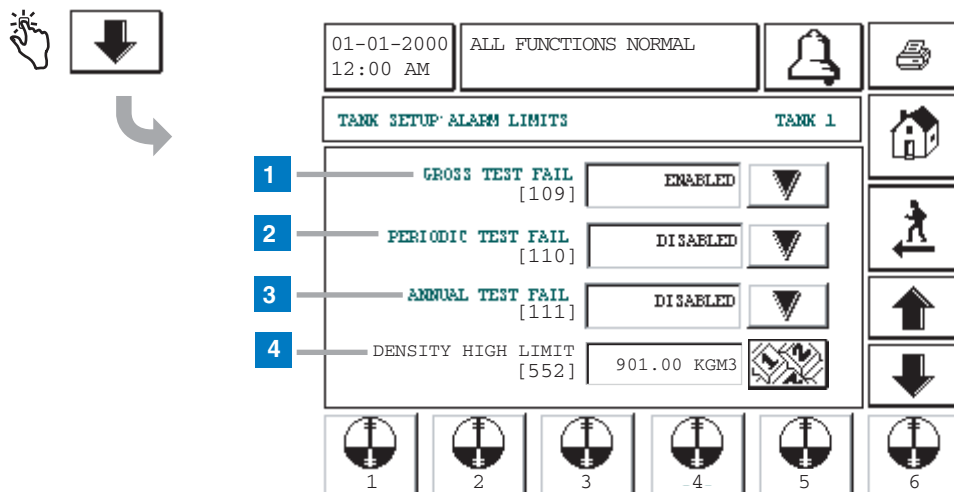 01-01-2000
12:00 AM
ALL FUNCTIONS NORMAL
TANK SETUP ALARM LIMITS TANK 1
1 GROSS TEST FAIL [109] ENABLED
2 PERIODIC TEST FAIL [110] DISABLED
3 ANNUAL TEST FAIL [111] DISABLED
4 DENSITY HIGH LIMIT [552] 901.00 KGM3
1 2 3 4 5 6